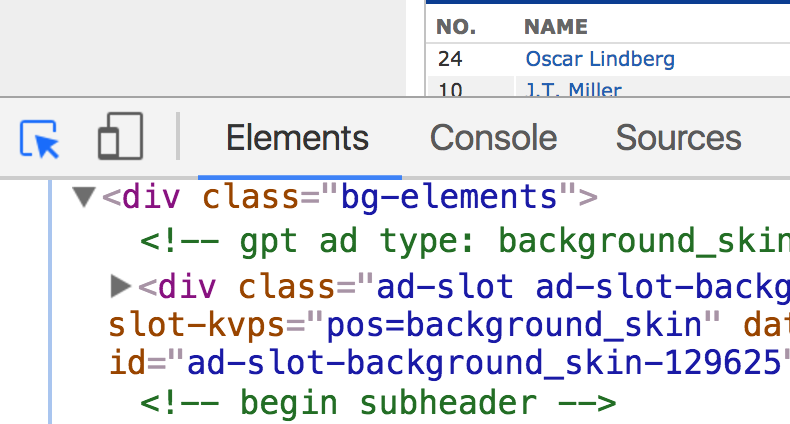 NO. NAME
24 Oscar Lindberg
10 J.T. Miller
Elements Console Sources
<div class="bg-elements">
<!-- gpt ad type: background_skin
<div class="ad-slot ad-slot-backg
slot-kvps="pos=background_skin" dat
id="ad-slot-background_skin-129625"
<!-- begin subheader -->